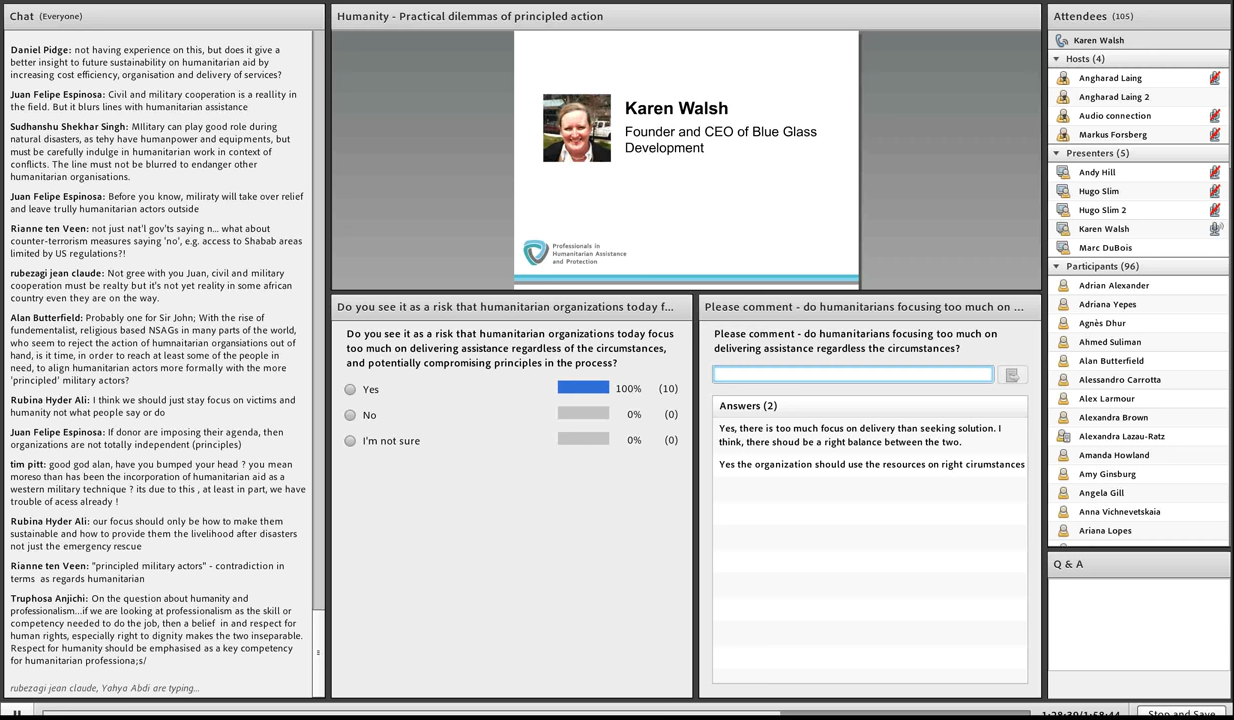 Chat (Everyone)
Daniel Pidge: not having experience on this, but does it give a
better insight to future sustainability on humanitarian aid by
increasing cost efficiency, organisation and delivery of services?
Juan Felipe Espinosa: Civil and military cooperation is a reallity in
the field. But it blurs lines with humanitarian assistance
Sudhanshu Shekhar Singh: MIlitary can play good role during
natural disasters, as tehy have humanpower and equipments, but
must be carefully indulge in humanitarian work in context of
conflicts. The line must not be blurred to endanger other
humanitarian organisations.
Juan Felipe Espinosa: Before you know, miliraty will take over relief
and leave trully humanitarian actors outside
Rianne ten Veen: not just nat'l gov'ts saying n... what about
counter-terrorism measures saying 'no', e.g. access to Shabab areas
limited by US regulations?!
rubezagi jean claude: Not gree with you Juan, civil and military
cooperation must be realty but it's not yet reality in some african
country even they are on the way.
Alan Butterfield: Probably one for Sir John; With the rise of
fundementalist, religious based NSAGs in many parts of the world,
who seem to reject the action of humnaitarian orgnsiations out of
hand, is it time, in order to reach at least some of the people in
need, to align humanitarian actors more formally with the more
'principled' military actors?
Rubina Hyder Ali: I think we should just stay focus on victims and
humanity not what people say or do
Juan Felipe Espinosa: If donor are imposing their agenda, then
organizations are not totally independent (principles)
tim pitt: good god alan, have you bumped your head ? you mean
moreso than has been the incorporation of humanitarian aid as a
western military technique ? its due to this , at least in part, we have
trouble of acess already !
Rubina Hyder Ali: our focus should only be how to make them
sustainable and how to provide them the livelihood after disasters
not just the emergency rescue
Rianne ten Veen: "principled military actors" - contradiction in
terms as regards humanitarian
Truphosa Anjichi: On the question about humanity and
professionalism...if we are looking at professionalism as the skill or
competency needed to do the job, then a belief in and respect for
human rights, especially right to dignity makes the two inseparable.
Respect for humanity should be emphasised as a key competency
for humanitarian professiona;s/
rubezagi jean claude, Yahya Abdi are typing...
Humanity - Practical dilemmas of principled action
Karen Walsh
Founder and CEO of Blue Glass
Development
Professionals in
Humanitarian Assistance
and Protection
Do you see it as a risk that humanitarian organizations today f...
Do you see it as a risk that humanitarian organizations today focus
too much on delivering assistance regardless of the circumstances,
and potentially compromising principles in the process?
Yes 100% (10)
No 0% (0)
I'm not sure 0% (0)
Please comment - do humanitarians focusing too much on ...
Please comment - do humanitarians focusing too much on
delivering assistance regardless the circumstances?
Answers (2)
Yes, there is too much focus on delivery than seeking solution. I
think, there shoud be a right balance between the two.
Yes the organization should use the resources on right cirumstances
Attendees (105)
Karen Walsh
Hosts (4)
Angharad Laing
Angharad Laing 2
Audio connection
Markus Forsberg
Presenters (5)
Andy Hill
Hugo Slim
Hugo Slim 2
Karen Walsh
Marc DuBois
Participants (96)
Adrian Alexander
Adriana Yepes
Agnès Dhur
Ahmed Suliman
Alan Butterfield
Alessandro Carrotta
Alex Larmour
Alexandra Brown
Alexandra Lazau-Ratz
Amanda Howland
Amy Ginsburg
Angela Gill
Anna Vichnevetskaia
Ariana Lopes
Q & A
1:28:30/1:58:44
Stop and Save